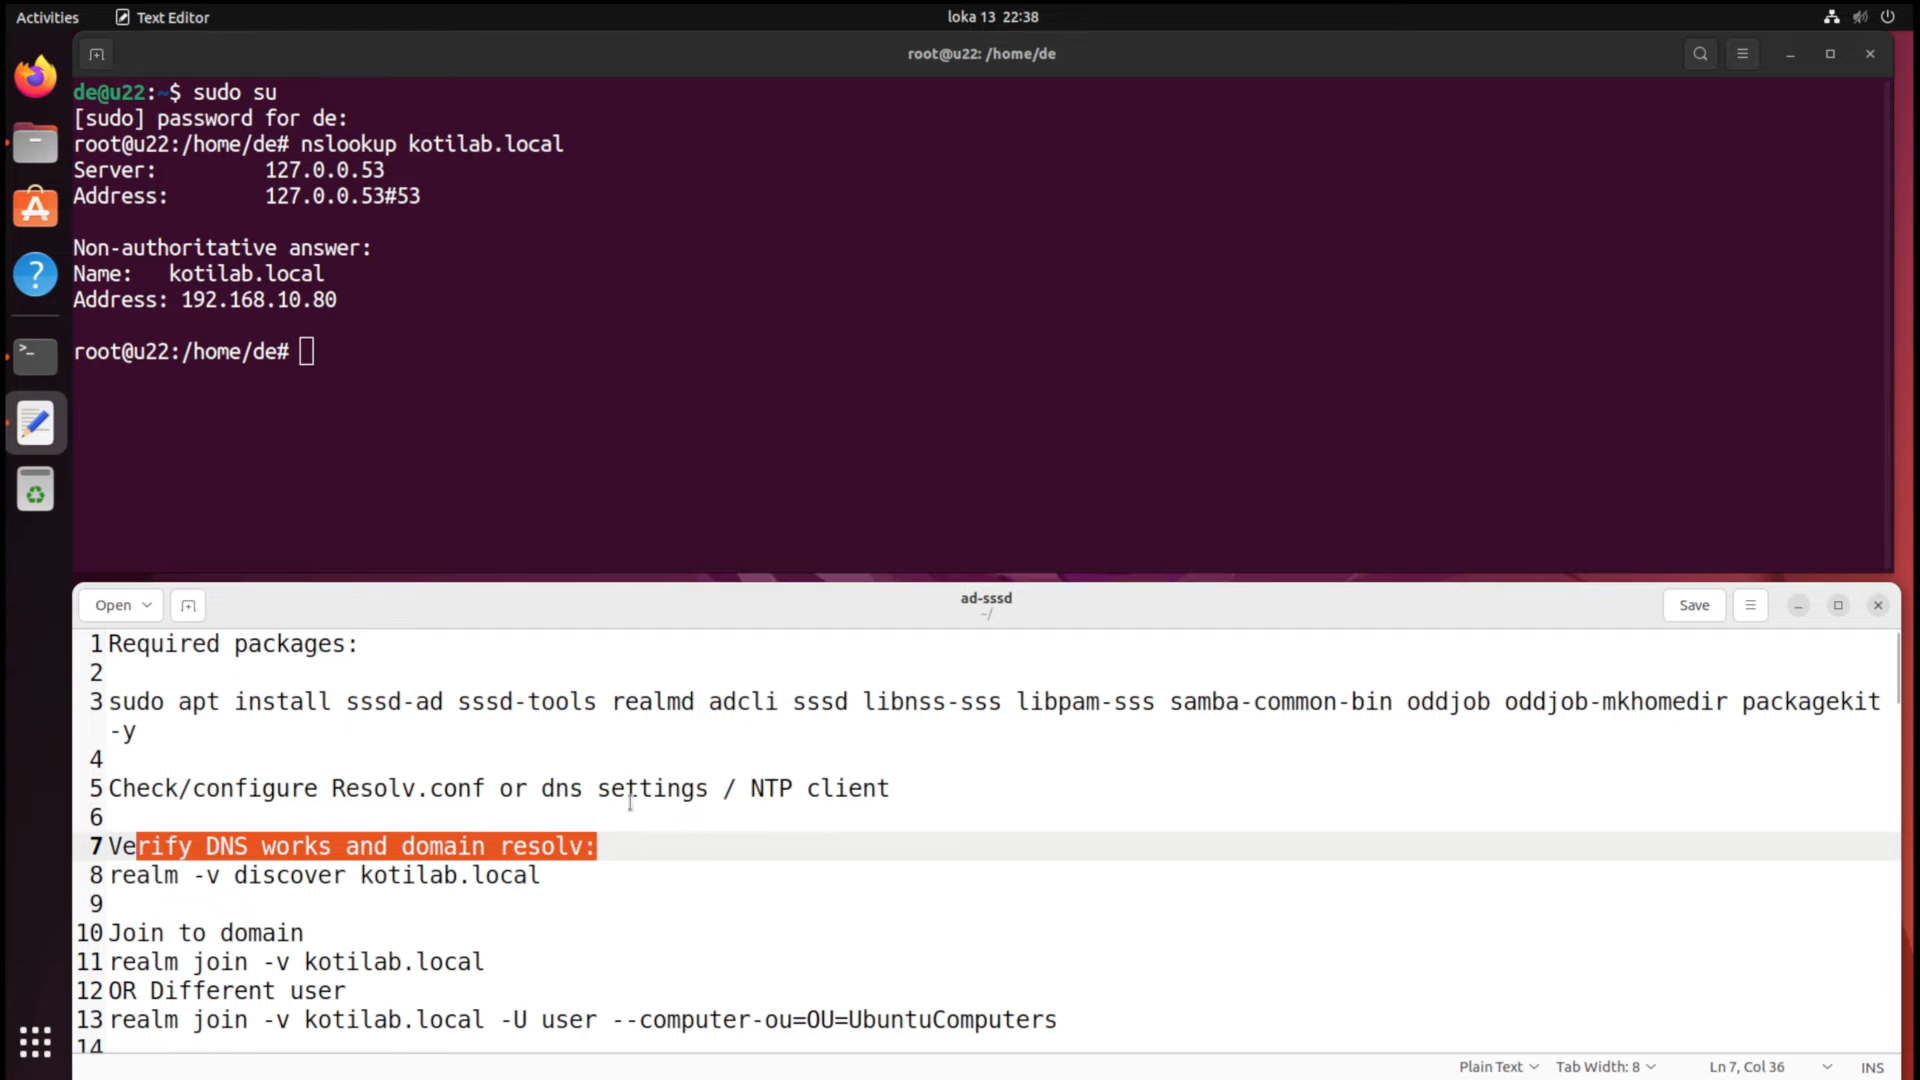 Activities Text Editor loka 13 22:38
root@u22: /home/de
de@u22:~$ sudo su
[sudo] password for de:
root@u22:/home/de# nslookup kotilab.local
Server: 127.0.0.53
Address: 127.0.0.53#53
Non-authoritative answer:
Name: kotilab.local
Address: 192.168.10.80
root@u22:/home/de#
Open ad-sssd Save
~/
1 Required packages:
2
3 sudo apt install sssd-ad sssd-tools realmd adcli sssd libnss-sss libpam-sss samba-common-bin oddjob oddjob-mkhomedir packagekit
-y
4
5 Check/configure Resolv.conf or dns settings / NTP client
6
7 Verify DNS works and domain resolv:
8 realm -v discover kotilab.local
9
10 Join to domain
11 realm join -v kotilab.local
12 OR Different user
13 realm join -v kotilab.local -U user --computer-ou=OU=UbuntuComputers
14
Plain Text Tab Width: 8 Ln 7, Col 36 INS